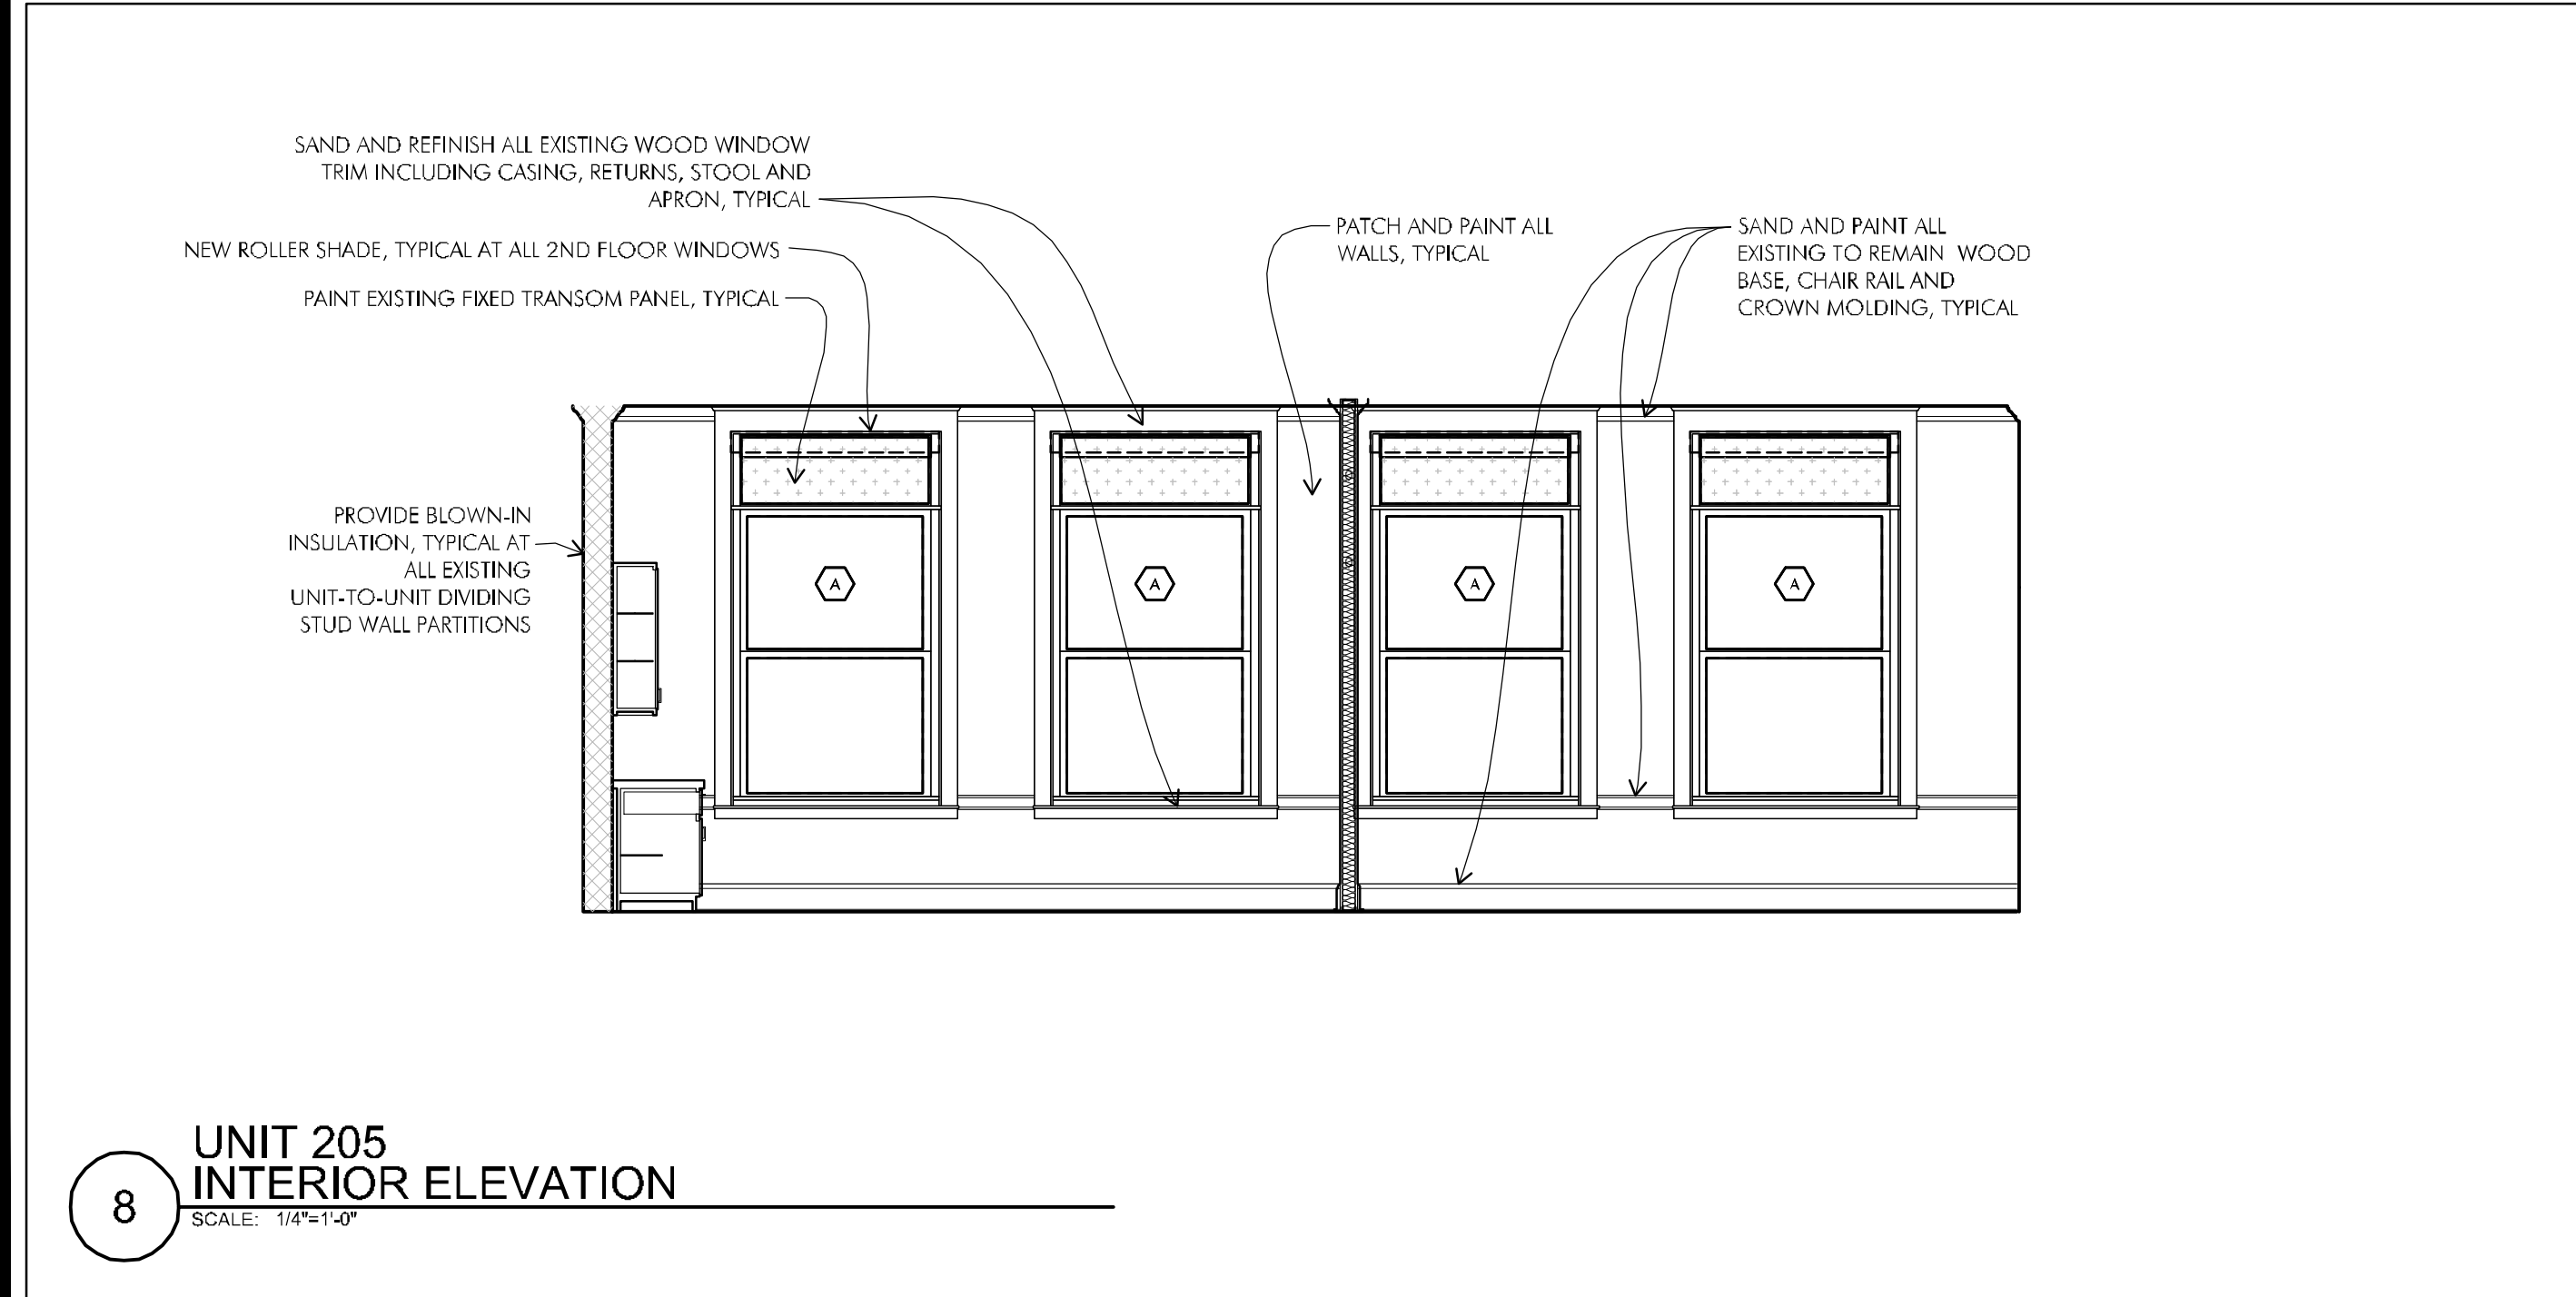 SAND AND REFINISH ALL EXISTING WOOD WINDOW
TRIM INCLUDING CASING, RETURNS, STOOL AND
APRON, TYPICAL
NEW ROLLER SHADE, TYPICAL AT ALL 2ND FLOOR WINDOWS
PAINT EXISTING FIXED TRANSOM PANEL, TYPICAL
PATCH AND PAINT ALL
WALLS, TYPICAL
SAND AND PAINT ALL
EXISTING TO REMAIN WOOD
BASE, CHAIR RAIL AND
CROWN MOLDING, TYPICAL
PROVIDE BLOWN-IN
INSULATION, TYPICAL AT
ALL EXISTING
UNIT-TO-UNIT DIVIDING
STUD WALL PARTITIONS
A
A
A
A
8
UNIT 205
INTERIOR ELEVATION
SCALE: 1/4"=1'-0"